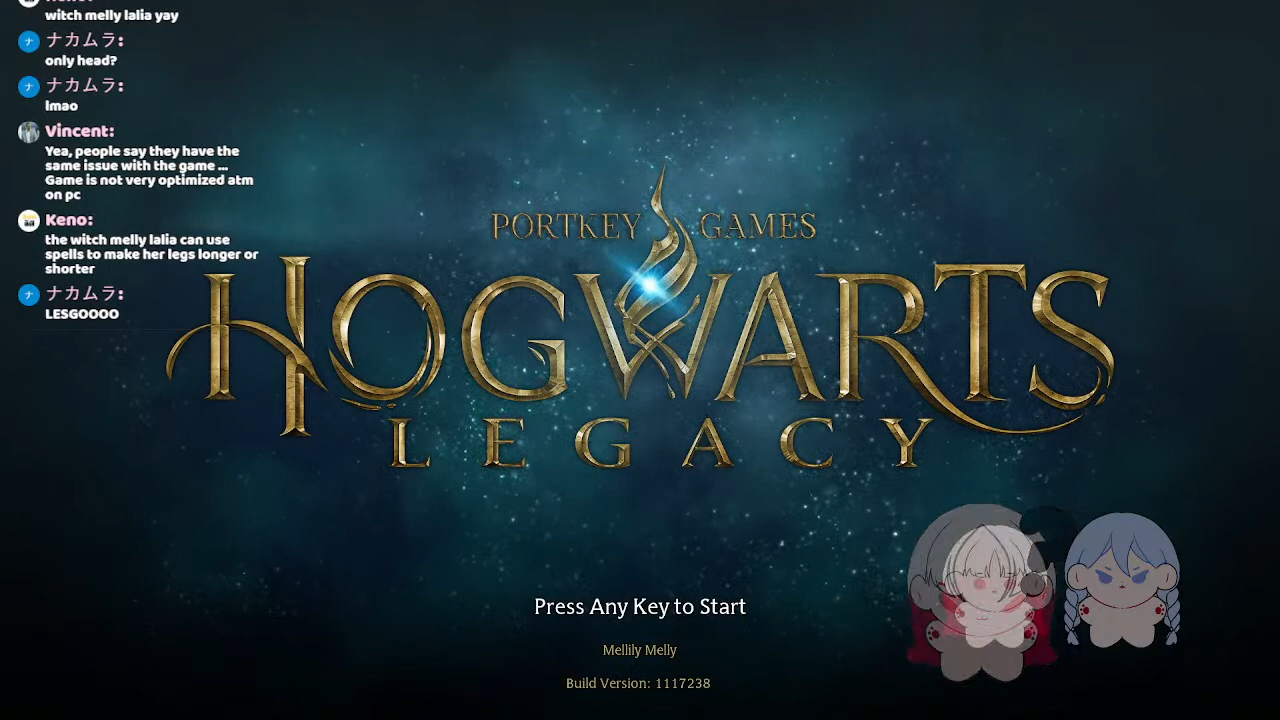 witch melly lalia yay
ナカムラ:
only head?
ナカムラ:
lmao
Vincent:
Yea, people say they have the
same issue with the game ...
Game is not very optimized atm
on pc
Keno:
the witch melly lalia can use
spells to make her legs longer or
shorter
ナカムラ:
LESGOOOO
PORTKEY GAMES
HOGWARTS
LEGACY
Press Any Key to Start
Mellily Melly
Build Version: 1117238